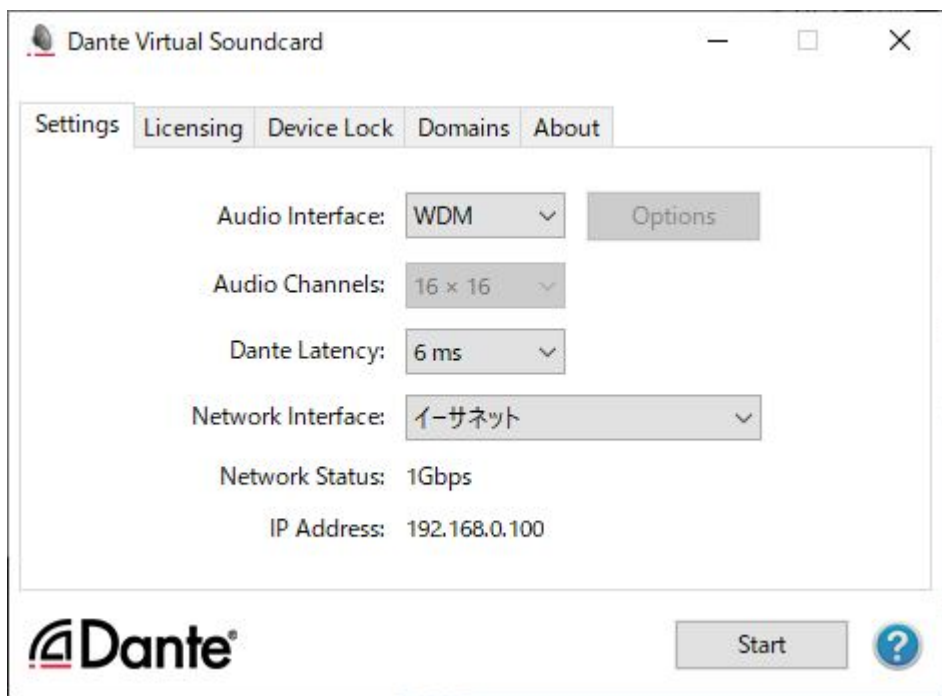 Dante Virtual Soundcard
Settings Licensing Device Lock Domains About
Audio Interface: WDM Options
Audio Channels: 16 × 16
Dante Latency: 6 ms
Network Interface: イーサネット
Network Status: 1Gbps
IP Address: 192.168.0.100
Dante® Start ?